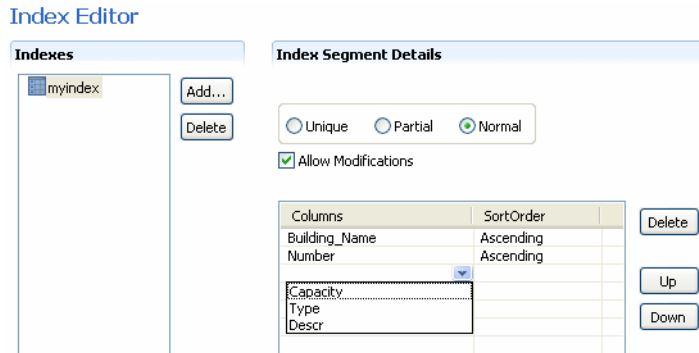 Index Editor
Indexes
Index Segment Details
myindex
Add...
Delete
Unique Partial Normal
Allow Modifications
Columns SortOrder
Delete
Building_Name Ascending
Number Ascending
Up
Capacity
Type
Down
Descr